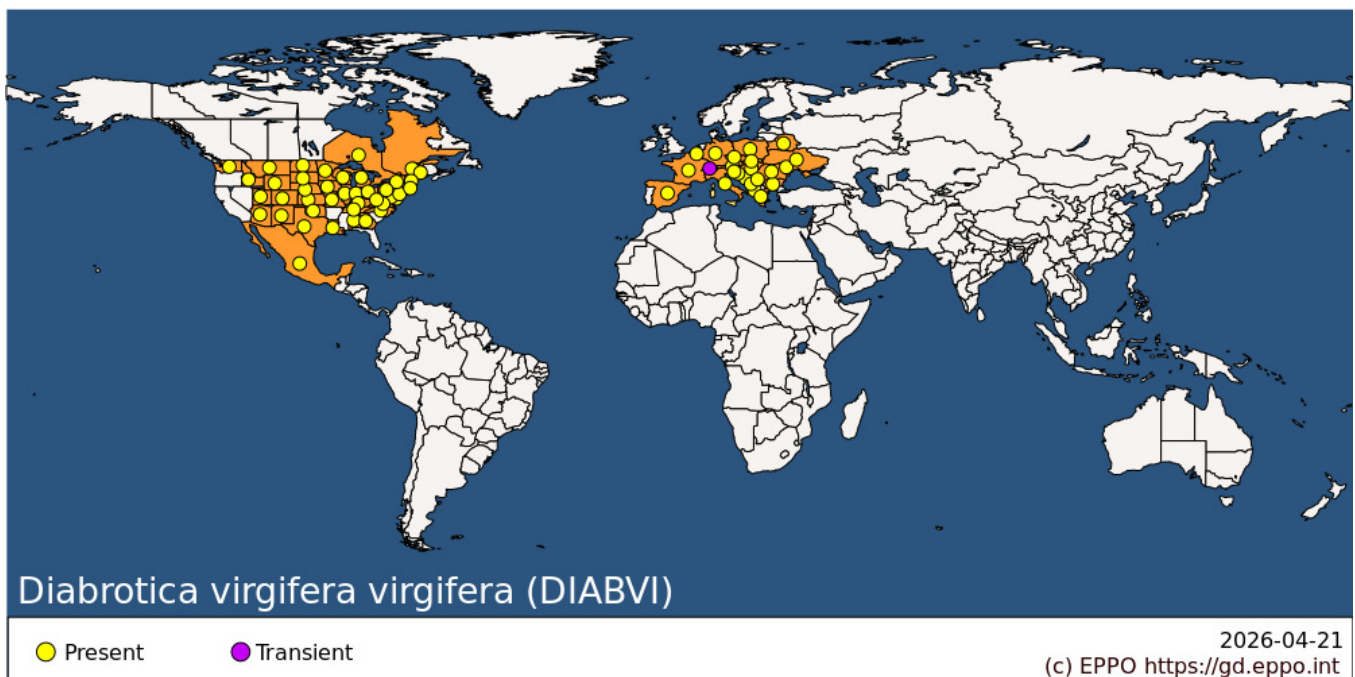 Diabrotica virgifera virgifera (DIABVI)
Present
Transient
2026-04-21
(c) EPPO https://gd.eppo.int